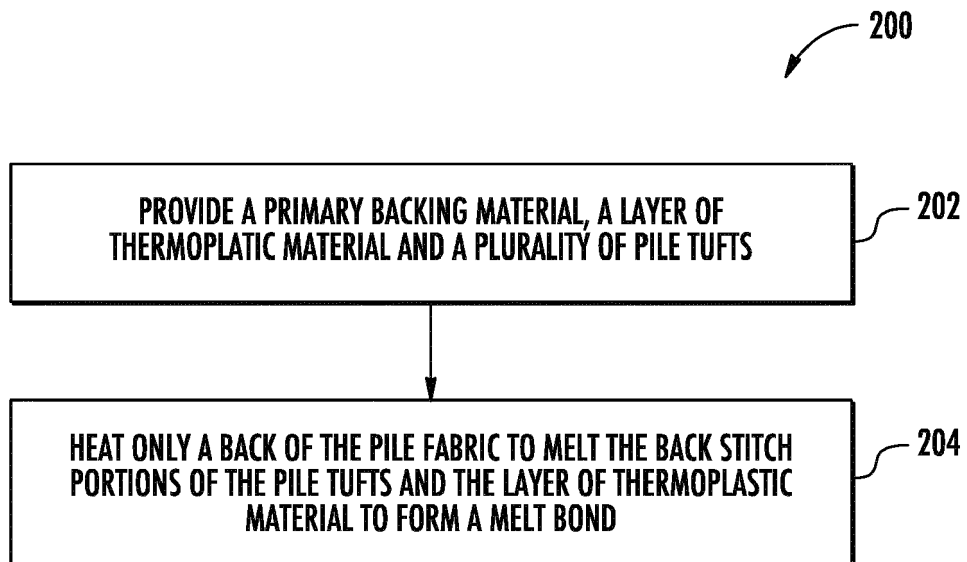 200
PROVIDE A PRIMARY BACKING MATERIAL, A LAYER OF
THERMOPLATIC MATERIAL AND A PLURALITY OF PILE TUFTS
202
HEAT ONLY A BACK OF THE PILE FABRIC TO MELT THE BACK STITCH
PORTIONS OF THE PILE TUFTS AND THE LAYER OF THERMOPLASTIC
MATERIAL TO FORM A MELT BOND
204